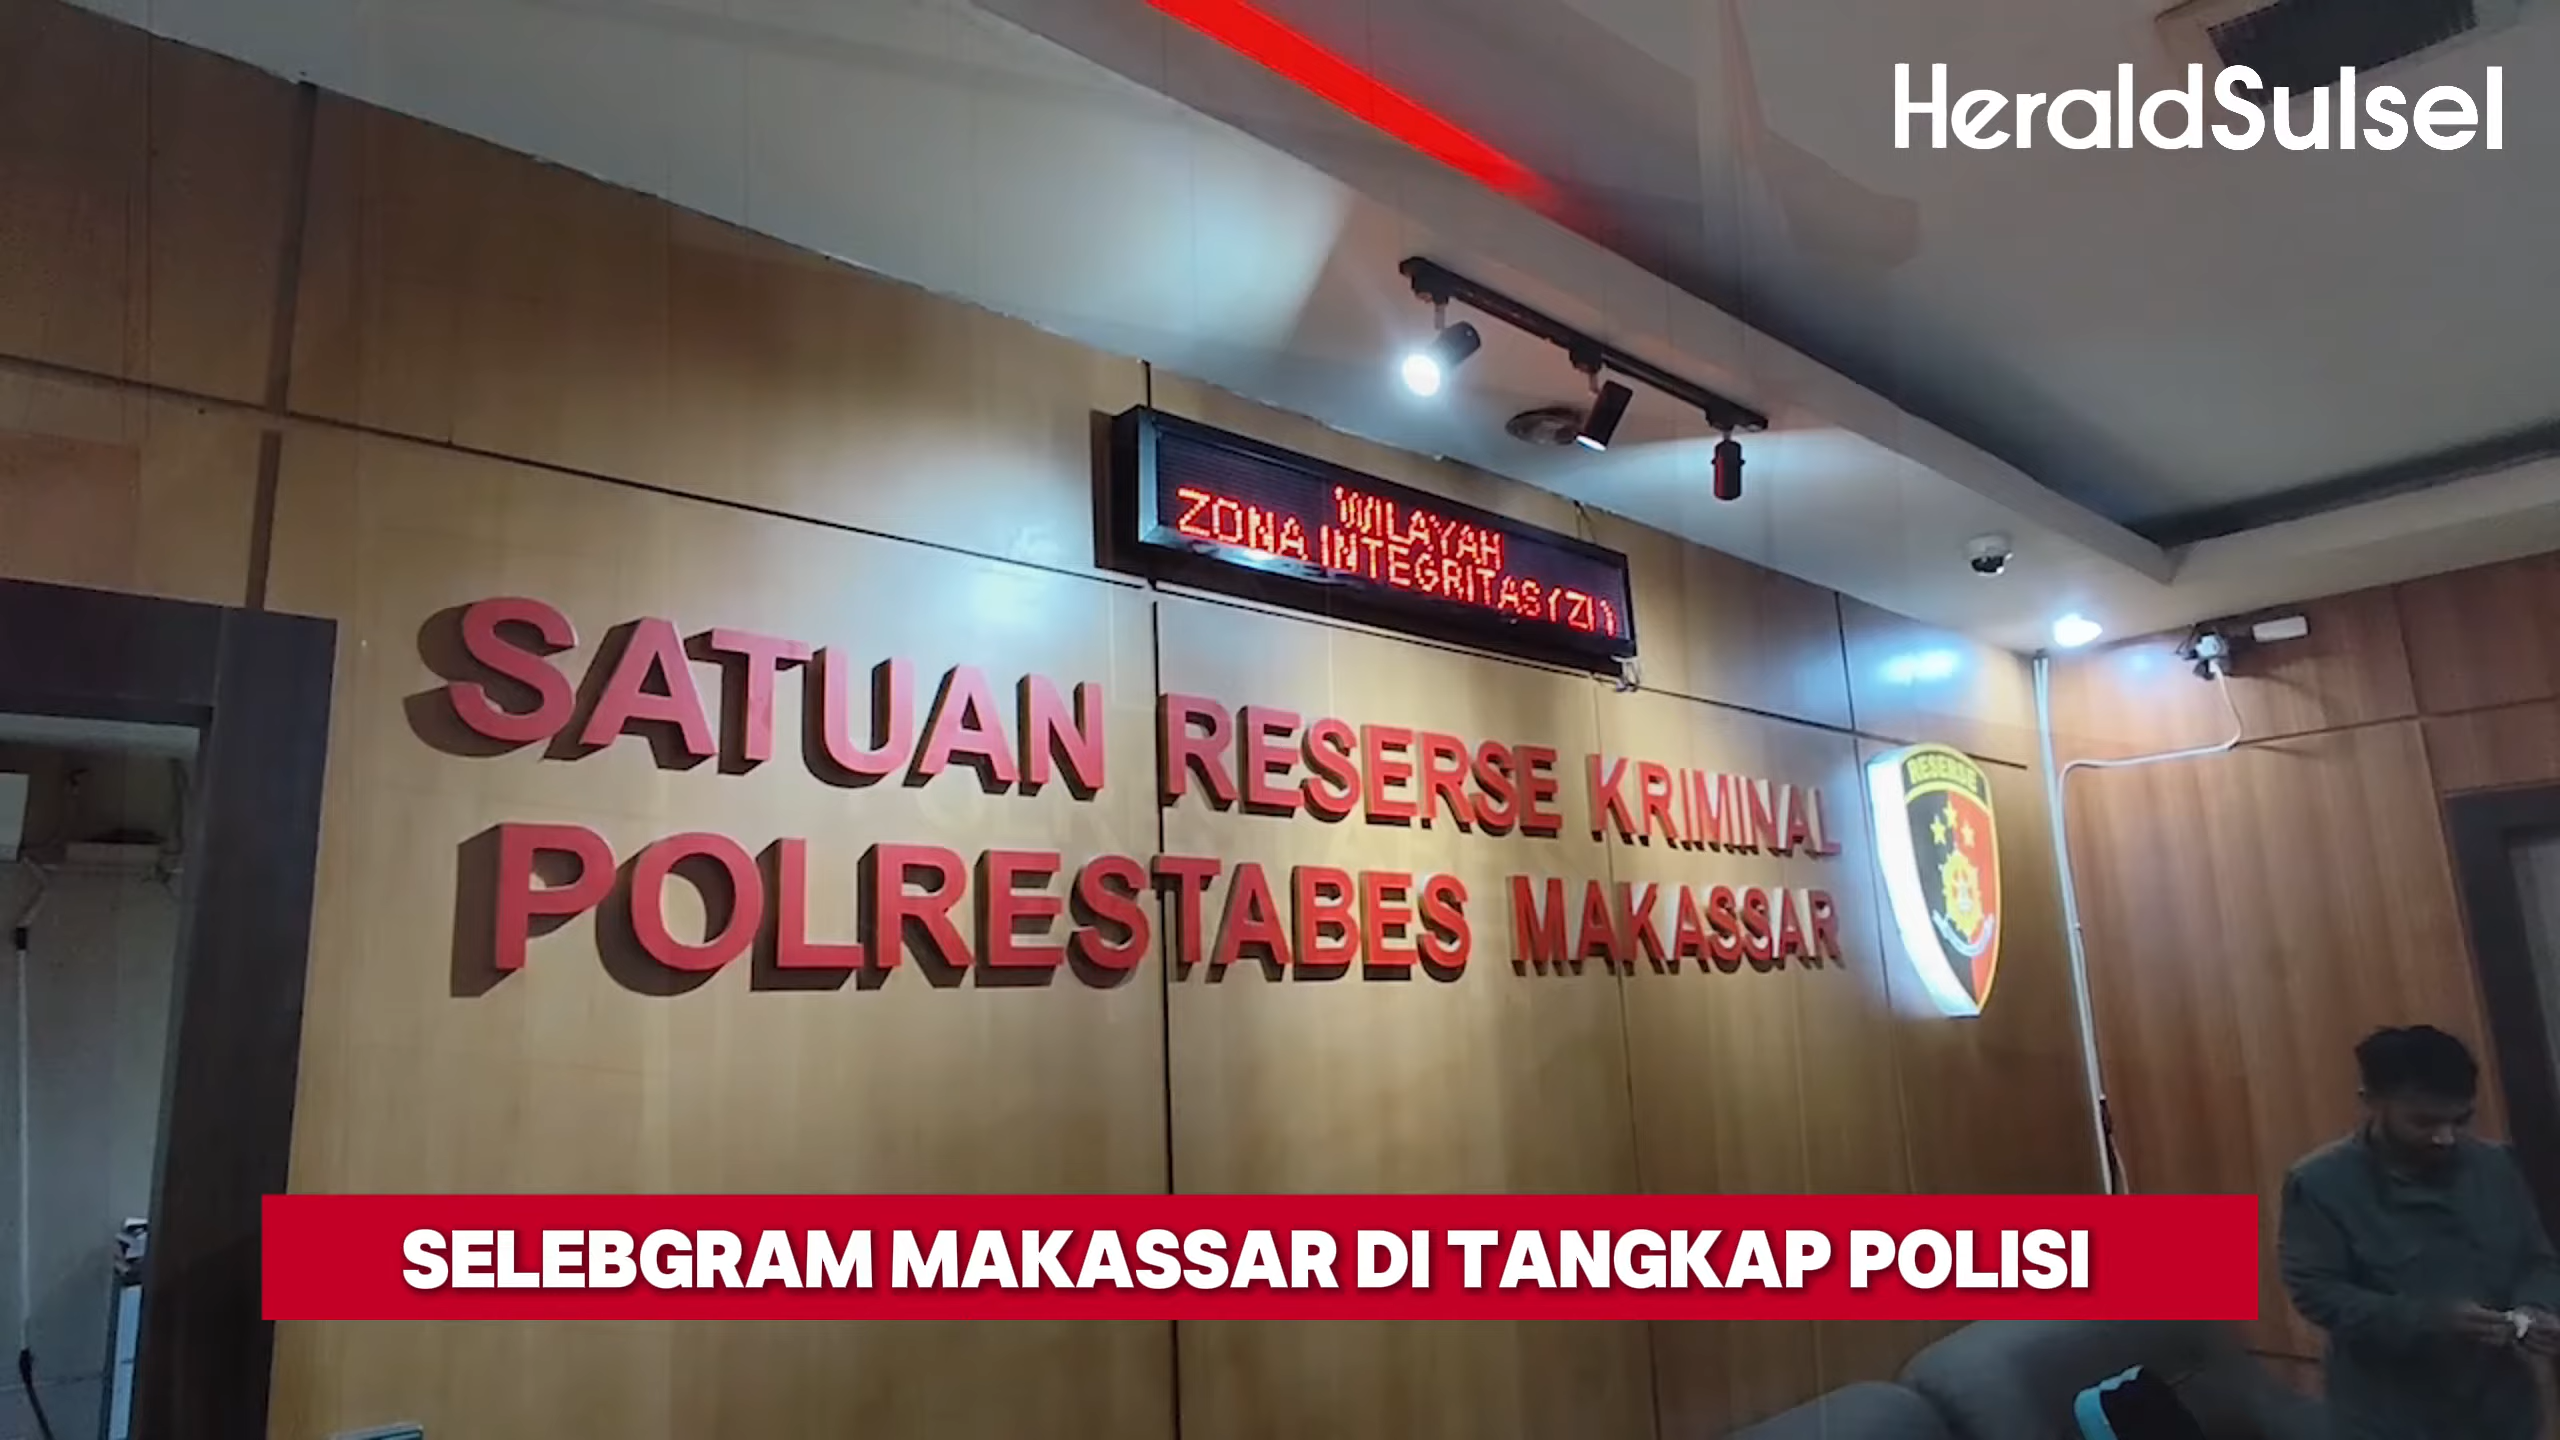 HeraldSulsel
WILAYAH
ZONA INTEGRITAS (ZI)
SATUAN RESERSE KRIMINAL
POLRESTABES MAKASSAR
RESERSE
SELEBGRAM MAKASSAR DI TANGKAP POLISI